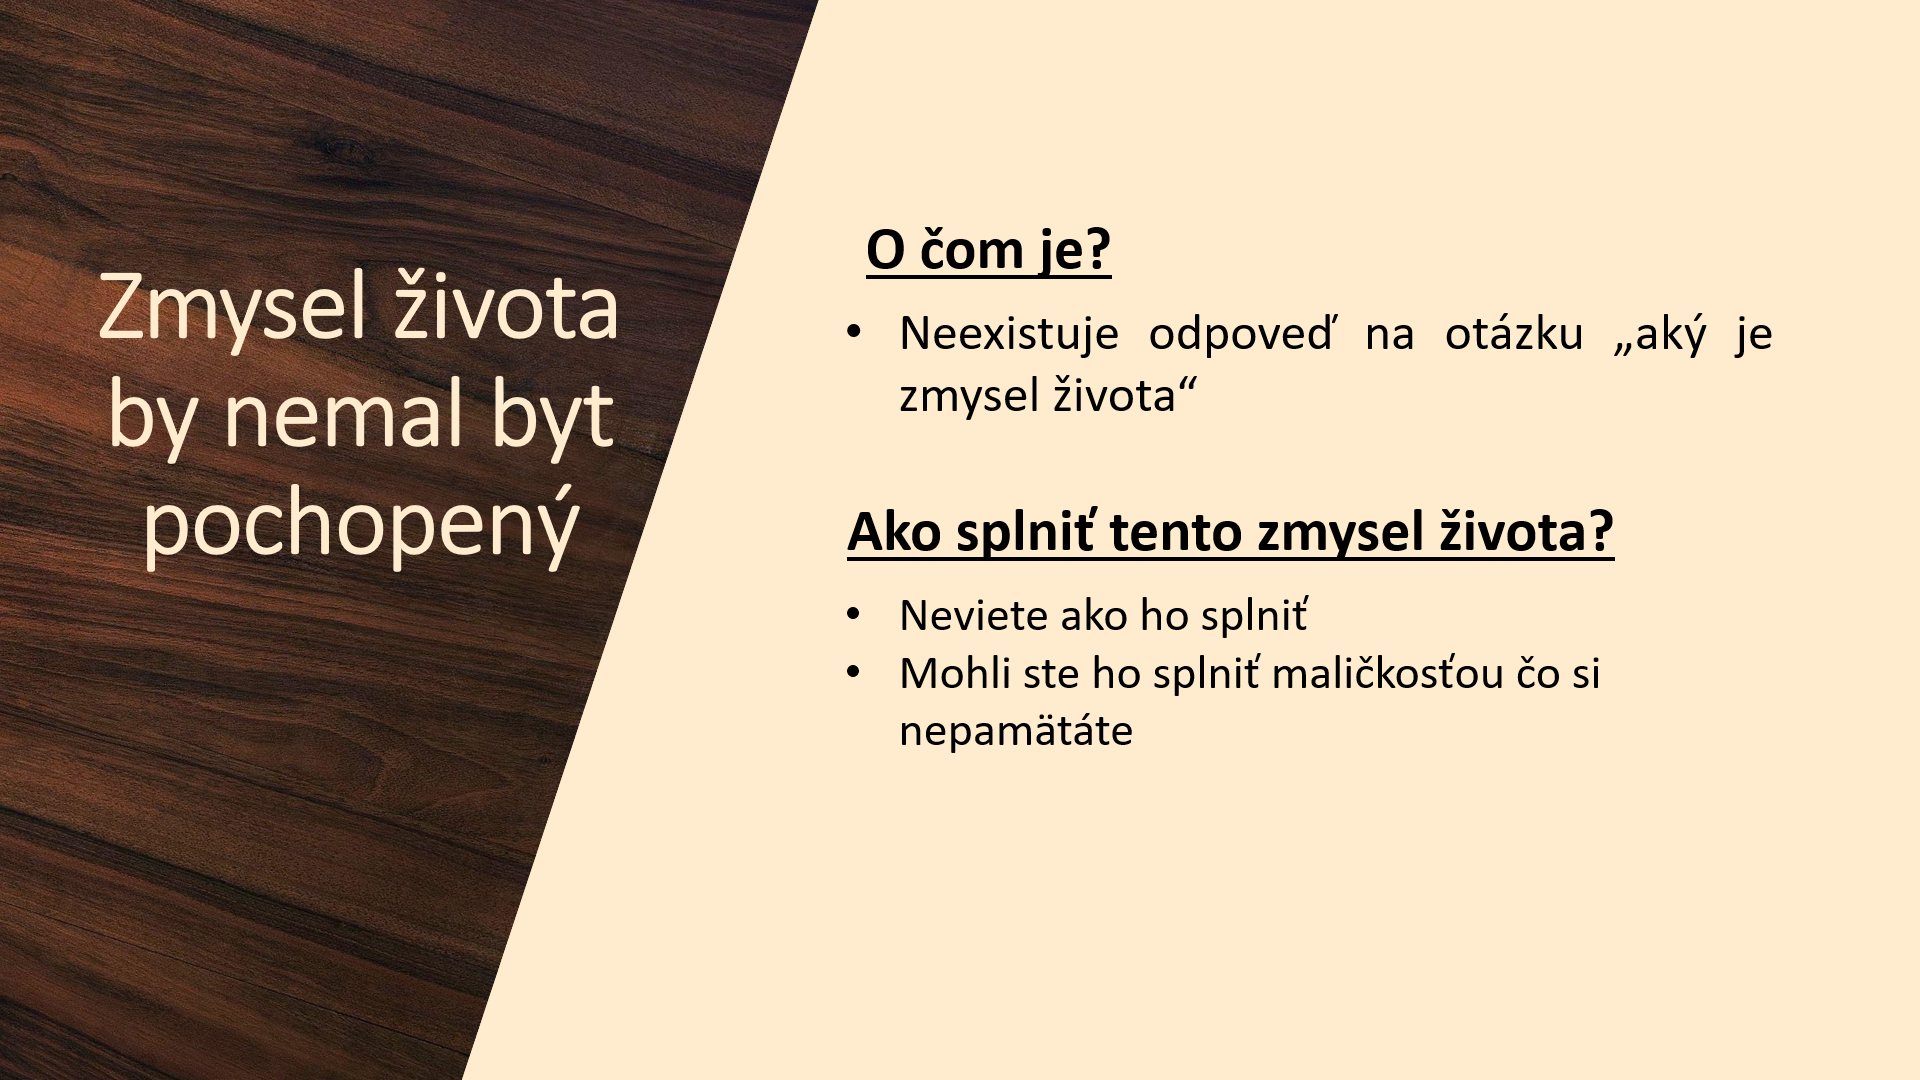 Zmysel života
by nemal byt
pochopený
O čom je?
• Neexistuje odpoveď na otázku „aký je
zmysel života“
Ako splniť tento zmysel života?
• Neviete ako ho splniť
• Mohli ste ho splniť maličkosťou čo si
nepamätáte